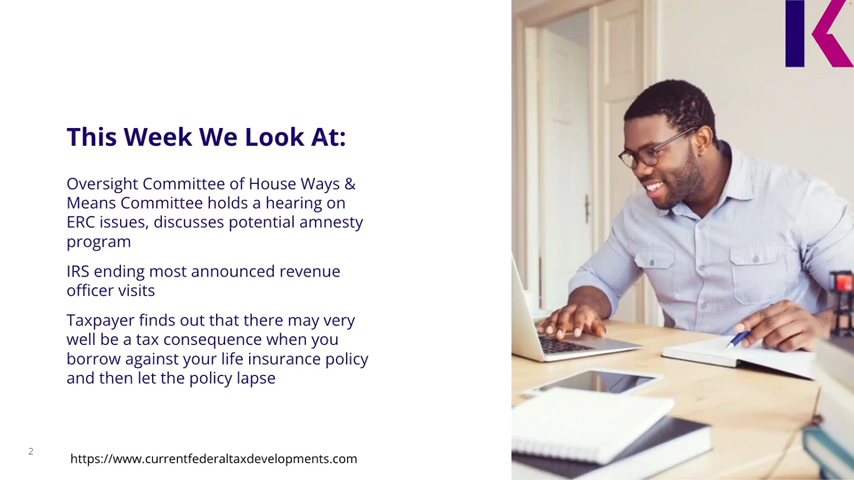 This Week We Look At:
Oversight Committee of House Ways &
Means Committee holds a hearing on
ERC issues, discusses potential amnesty
program
IRS ending most announced revenue
officer visits
Taxpayer finds out that there may very
well be a tax consequence when you
borrow against your life insurance policy
and then let the policy lapse
2
https://www.currentfederaltaxdevelopments.com
K